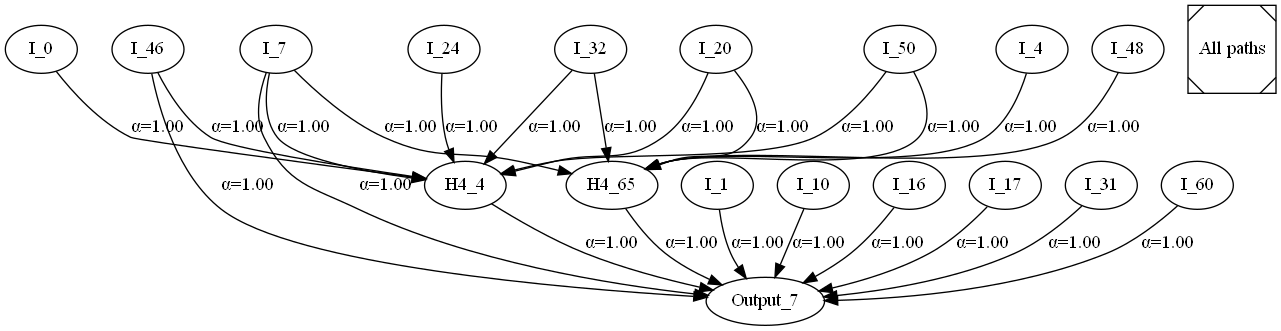 I_0 I_46 I_7 I_24 I_32 I_20 I_50 I_4 I_48 All paths
α=1.00 α=1.00 α=1.00 α=1.00 α=1.00 α=1.00 α=1.00 α=1.00 α=1.00 α=1.00 α=1.00 α=1.00 α=1.00
α=1.00 α=1.00 H4_4 H4_65 I_1 I_10 I_16 I_17 I_31 I_60
α=1.00 α=1.00 α=1.00 α=1.00 α=1.00 α=1.00 α=1.00 α=1.00
Output_7